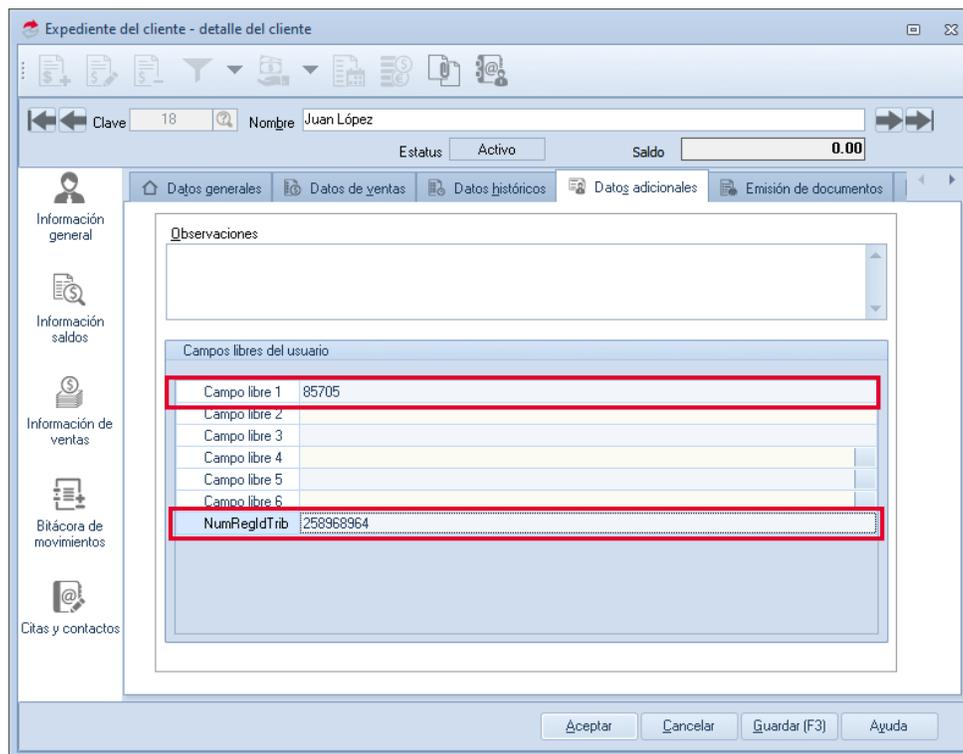 Expediente del cliente - detalle del cliente
Clave 18 Nombre Juan López
Estatus Activo Saldo 0.00
Datos generales Datos de ventas Datos históricos Datos adicionales Emisión de documentos
Información general
Información saldos
Información de ventas
Bitácora de movimientos
Citas y contactos
Observaciones
Campos libres del usuario
Campo libre 1 85705
Campo libre 2
Campo libre 3
Campo libre 4
Campo libre 5
Campo libre 6
NumRegIdTrib 258968964
Aceptar Cancelar Guardar (F3) Ayuda